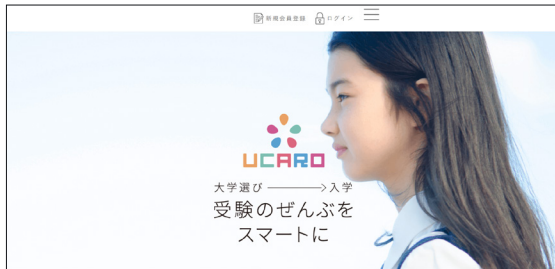 新規会員登録 ログイン
UCARO
大学選び → 入学
受験のぜんぶを
スマートに